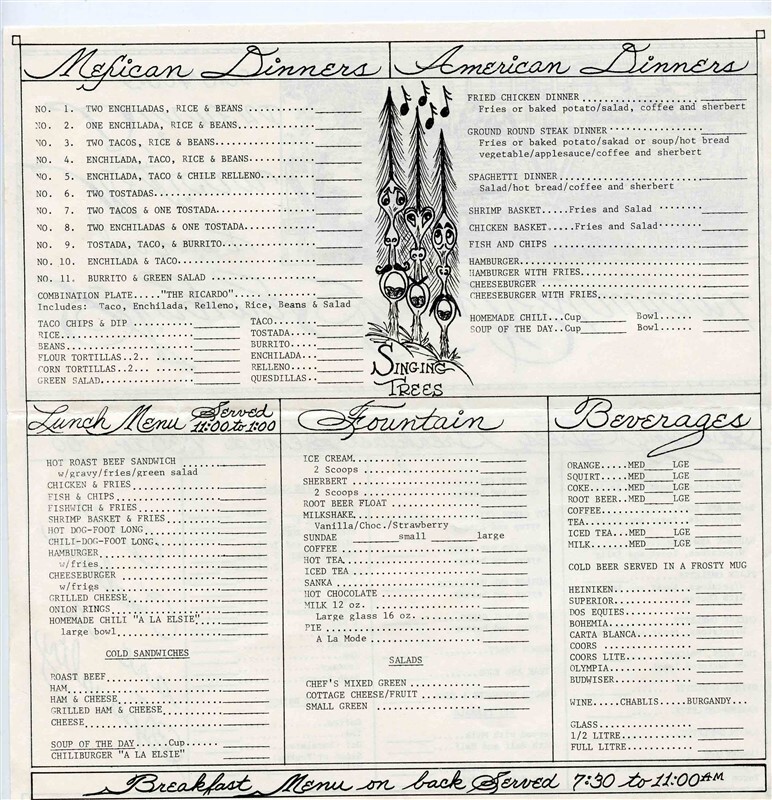 Mexican Dinners
NO. 1. TWO ENCHILADAS, RICE & BEANS
NO. 2. ONE ENCHILADA, RICE & BEANS
NO. 3. TWO TACOS, RICE & BEANS
NO. 4. ENCHILADA, TACO, RICE & BEANS
NO. 5. ENCHILADA, TACO & CHILE RELLENO
NO. 6. TWO TOSTADAS
NO. 7. TWO TACOS & ONE TOSTADA
NO. 8. TWO ENCHILADAS & ONE TOSTADA
NO. 9. TOSTADA, TACO, & BURRITO
NO. 10. ENCHILADA & TACO
NO. 11. BURRITO & GREEN SALAD
COMBINATION PLATE....."THE RICARDO"
Includes: Taco, Enchilada, Relleno, Rice, Beans & Salad
TACO CHIPS & DIP
RICE
BEANS
FLOUR TORTILLAS..2
CORN TORTILLAS..2
GREEN SALAD
TACO
TOSTADA
BURRITO
ENCHILADA
RELLENO
QUESDILLAS
SINGING
TREES
American Dinners
FRIED CHICKEN DINNER
Fries or baked potato/salad, coffee and sherbert
GROUND ROUND STEAK DINNER
Fries or baked potato/sakad or soup/hot bread
vegetable/applesauce/coffee and sherbert
SPAGHETTI DINNER
Salad/hot bread/coffee and sherbert
SHRIMP BASKET.....Fries and Salad
CHICKEN BASKET....Fries and Salad
FISH AND CHIPS
HAMBURGER
HAMBURGER WITH FRIES
CHEESEBURGER
CHEESEBURGER WITH FRIES
HOMEMADE CHILI...Cup Bowl
SOUP OF THE DAY..Cup Bowl
Lunch Menu Served 11:00 to 1:00
HOT ROAST BEEF SANDWICH
w/gravy/fries/green salad
CHICKEN & FRIES
FISH & CHIPS
FISHWICH & FRIES
SHRIMP BASKET & FRIES
HOT DOG-FOOT LONG
CHILI-DOG-FOOT LONG
HAMBURGER
w/fries
CHEESEBURGER
w/frigs
GRILLED CHEESE
ONION RINGS
HOMEMADE CHILI "A LA ELSIE"
large bowl
COLD SANDWICHES
ROAST BEEF
HAM
HAM & CHEESE
GRILLED HAM & CHEESE
CHEESE
SOUP OF THE DAY.....Cup
CHILIBURGER "A LA ELSIE"
Fountain
ICE CREAM
2 Scoops
SHERBERT
2 Scoops
ROOT BEER FLOAT
MILKSHAKE
Vanilla/Choc./Strawberry
SUNDAE small large
COFFEE
HOT TEA
ICED TEA
SANKA
HOT CHOCOLATE
MILK 12 oz.
Large glass 16 oz.
PIE
A La Mode
SALADS
CHEF'S MIXED GREEN
COTTAGE CHEESE/FRUIT
SMALL GREEN
Beverages
ORANGE.....MED LGE
SQUIRT.....MED LGE
COKE.....MED LGE
ROOT BEER..MED LGE
COFFEE
TEA
ICED TEA...MED LGE
MILK.....MED LGE
COLD BEER SERVED IN A FROSTY MUG
HEINIKEN
SUPERIOR
DOS EQUIES
BOHEMIA
CARTA BLANCA
COORS
COORS LITE
OLYMPIA
BUDWISER
WINE.....CHABLIS.....BURGANDY...
GLASS
1/2 LITRE
FULL LITRE
Breakfast Menu on back Served 7:30 to 11:00 AM